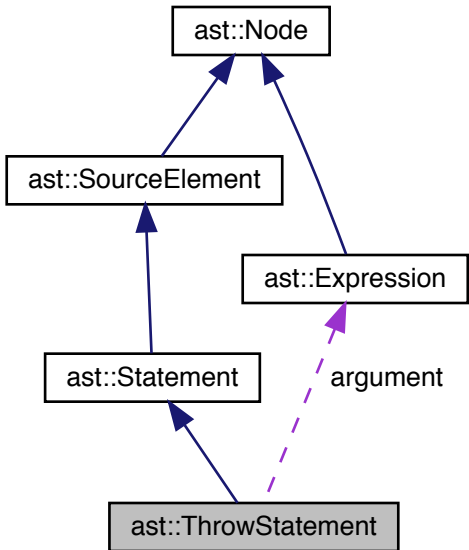 ast::Node
ast::SourceElement
ast::Expression
ast::Statement
argument
ast::ThrowStatement